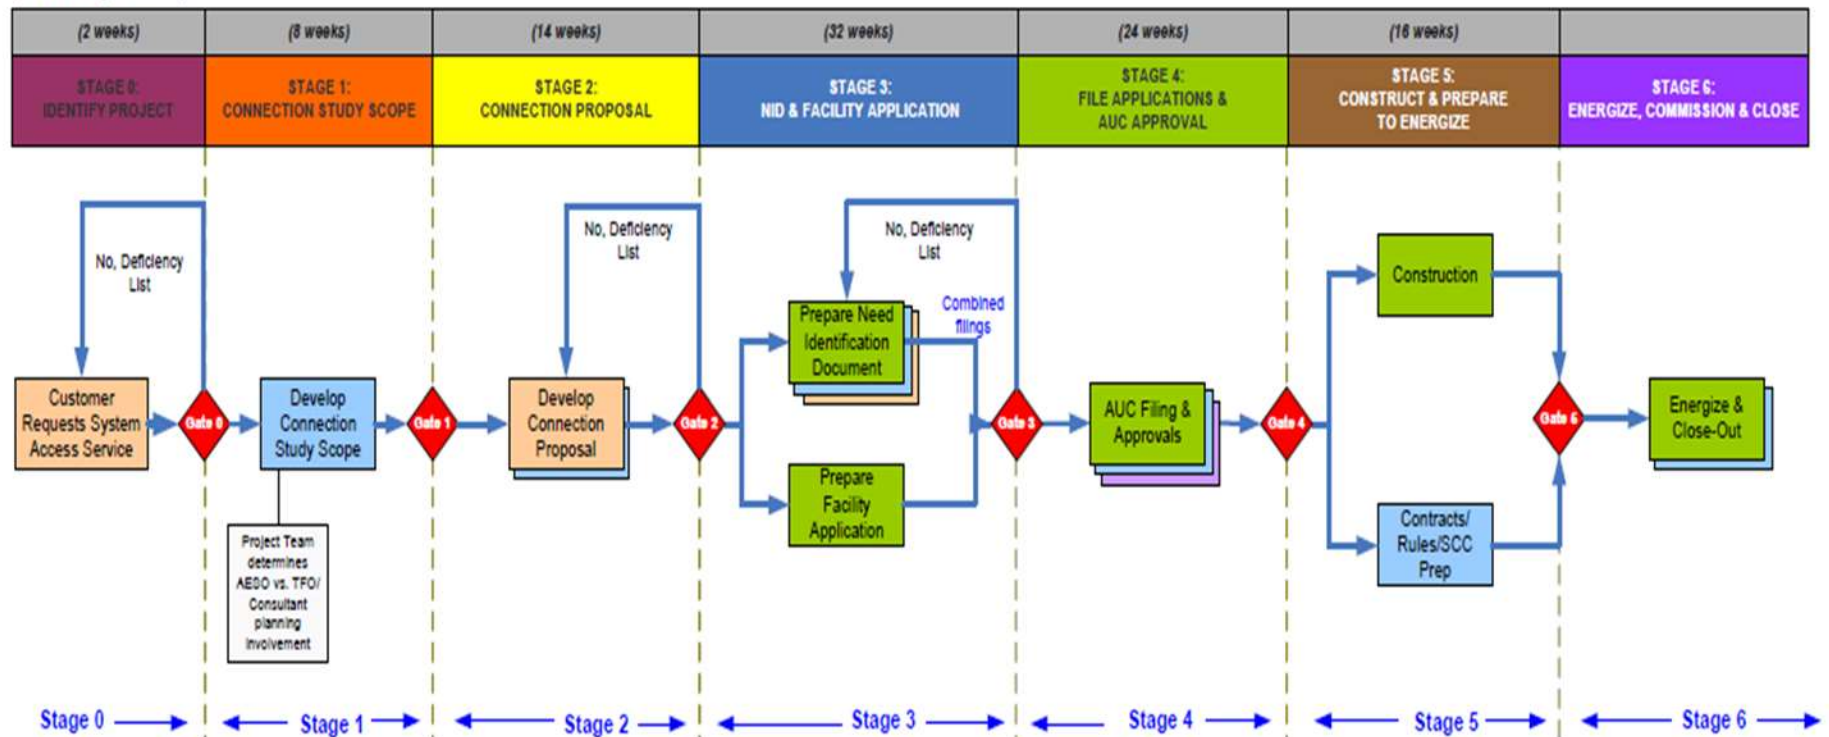 (2 weeks)
(8 weeks)
(14 weeks)
(32 weeks)
(24 weeks)
(16 weeks)
STAGE 0:
IDENTIFY PROJECT
STAGE 1:
CONNECTION STUDY SCOPE
STAGE 2:
CONNECTION PROPOSAL
STAGE 3:
NID & FACILITY APPLICATION
STAGE 4:
FILE APPLICATIONS &
AUC APPROVAL
STAGE 5:
CONSTRUCT & PREPARE
TO ENERGIZE
STAGE 6:
ENERGIZE, COMMISSION & CLOSE
No, Deficiency
List
Customer
Requests System
Access Service
Gate 0
Develop
Connection
Study Scope
Project Team
determines
AESO vs. TFO/
Consultant
planning
involvement
Gate 1
No, Deficiency
List
Develop
Connection
Proposal
Gate 2
No, Deficiency
List
Combined
filings
Prepare Need
Identification
Document
Prepare
Facility
Application
Gate 3
AUC Filing &
Approvals
Gate 4
Construction
Contracts/
Rules/SCC
Prep
Gate 5
Energize &
Close-Out
Stage 0
Stage 1
Stage 2
Stage 3
Stage 4
Stage 5
Stage 6